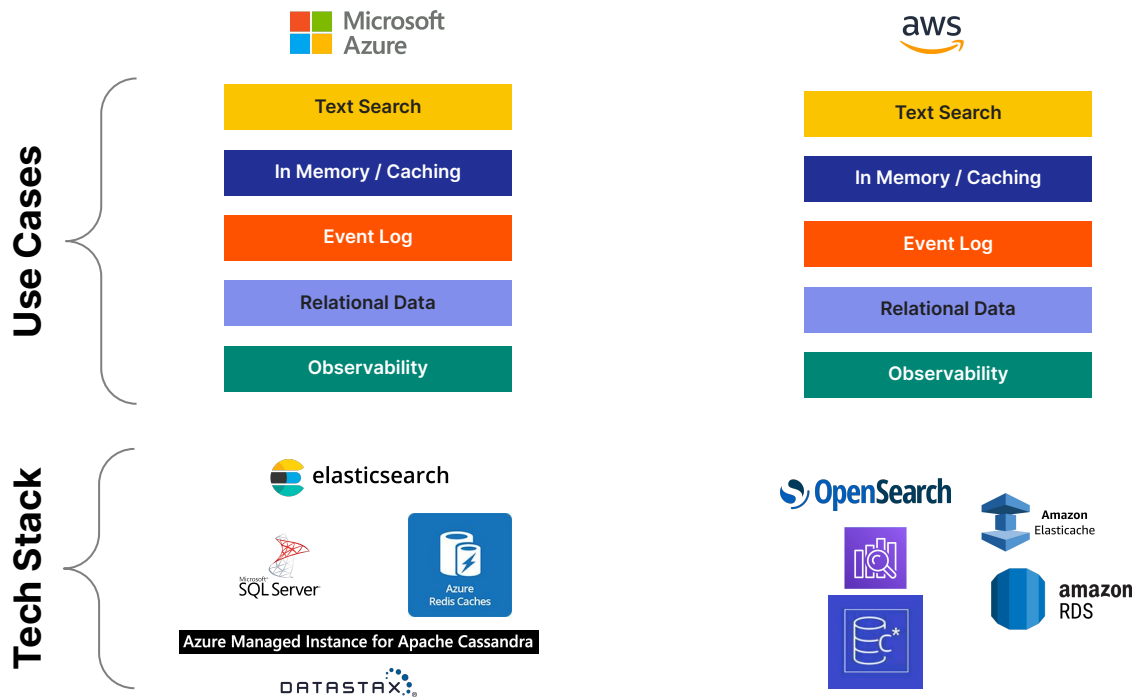 Microsoft
Azure
aws
Use Cases
Text Search
In Memory / Caching
Event Log
Relational Data
Observability
Text Search
In Memory / Caching
Event Log
Relational Data
Observability
Tech Stack
elasticsearch
Microsoft®
SQL Server
Azure
Redis Caches
Azure Managed Instance for Apache Cassandra
DATASTAX®
OpenSearch
Amazon
Elasticache
amazon
RDS
C*